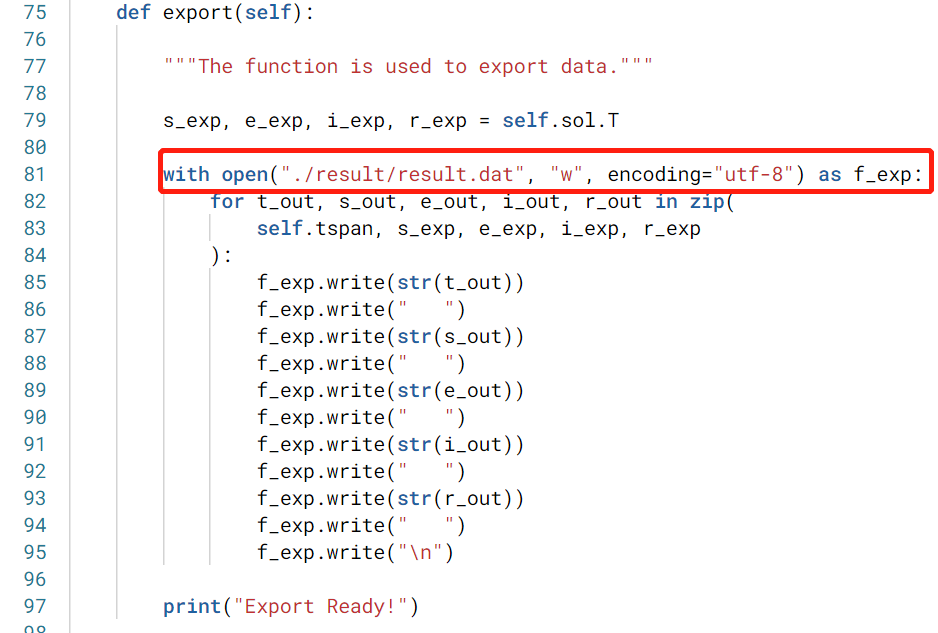 75 def export(self):
76
77 """The function is used to export data."""
78
79 s_exp, e_exp, i_exp, r_exp = self.sol.T
80
81 with open("./result/result.dat", "w", encoding="utf-8") as f_exp:
82 for t_out, s_out, e_out, i_out, r_out in zip(
83 self.tspan, s_exp, e_exp, i_exp, r_exp
84 ):
85 f_exp.write(str(t_out))
86 f_exp.write("   ")
87 f_exp.write(str(s_out))
88 f_exp.write("   ")
89 f_exp.write(str(e_out))
90 f_exp.write("   ")
91 f_exp.write(str(i_out))
92 f_exp.write("   ")
93 f_exp.write(str(r_out))
94 f_exp.write("   ")
95 f_exp.write("\n")
96
97 print("Export Ready!")
98